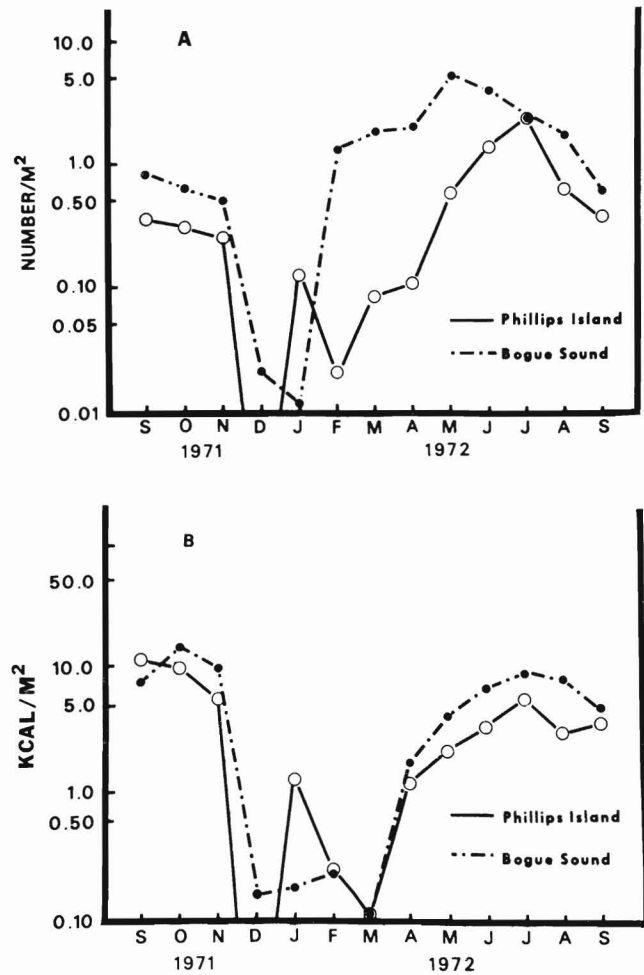 A
10.0
5.0
1.0
0.50
0.10
0.05
0.01
NUMBER/M²
Phillips Island
Bogue Sound
S O N D J F M A M J J A S
1971 1972
B
50.0
10.0
5.0
1.0
0.50
0.10
KCAL/M²
Phillips Island
Bogue Sound
S O N D J F M A M J J A S
1971 1972